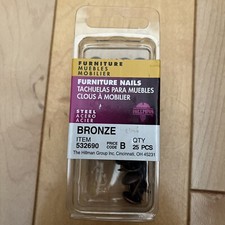 FURNITURE
MUEBLES
MOBILIER
FURNITURE NAILS
TACHUELAS PARA MUEBLES
CLOUS À MOBILIER
HILLMAN
STEEL
ACERO
ACIER
BRONZE
ITEM
532690
PRICE
CODE
B
QTY
25 PCS
The Hillman Group Inc, Cincinnati, OH 45231